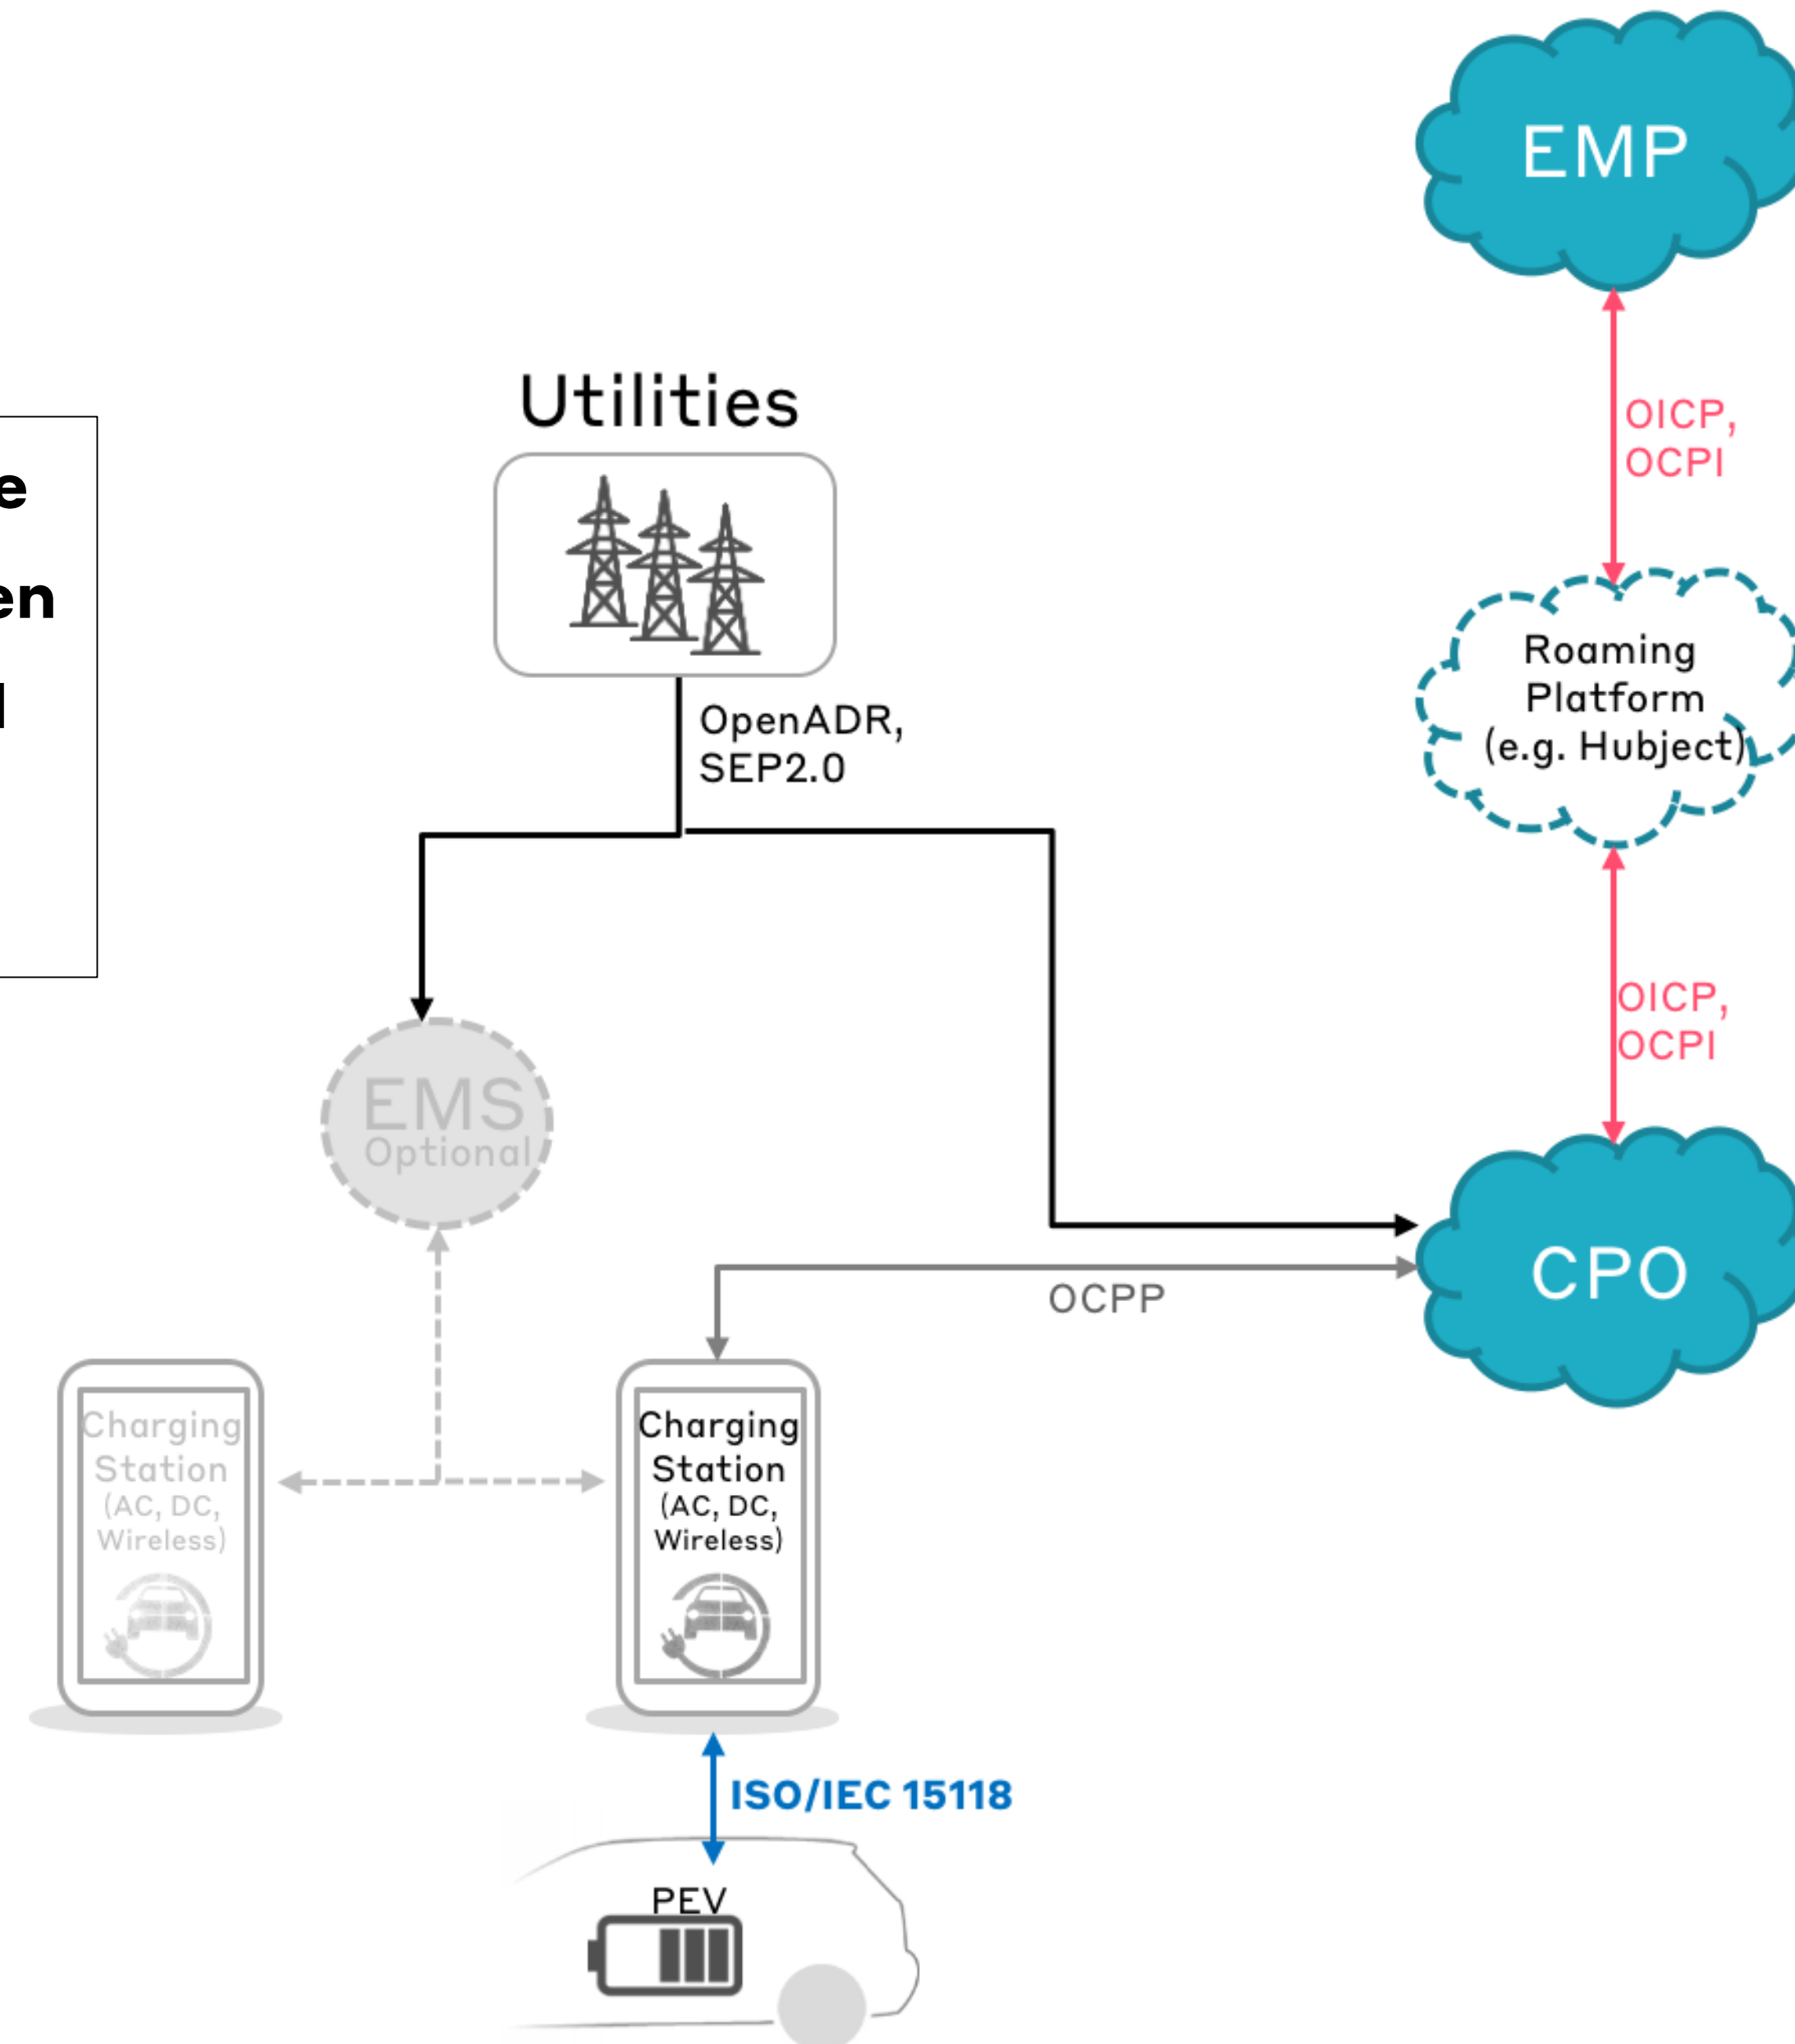 EMP
OICP,
OCPI
Utilities
Roaming
Platform
(e.g. Hubject)
OpenADR,
SEP2.0
OICP,
OCPI
EMS
Optional
CPO
OCPP
Charging
Station
(AC, DC,
Wireless)
Charging
Station
(AC, DC,
Wireless)
ISO/IEC 15118
PEV